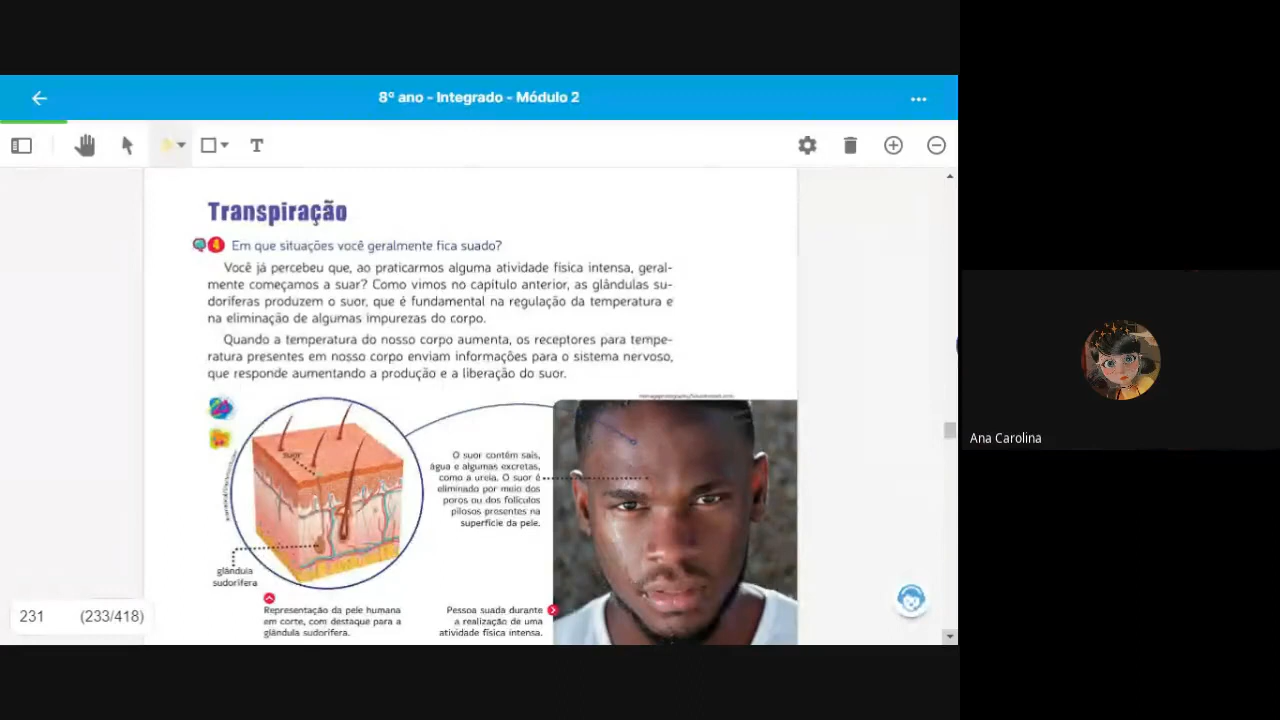 8º ano - Integrado - Módulo 2
T
Transpiração
4 Em que situações você geralmente fica suado?
Você já percebeu que, ao praticarmos alguma atividade física intensa, geral-
mente começamos a suar? Como vimos no capítulo anterior, as glândulas su-
doríferas produzem o suor, que é fundamental na regulação da temperatura e
na eliminação de algumas impurezas do corpo.
Quando a temperatura do nosso corpo aumenta, os receptores para tempe-
ratura presentes em nosso corpo enviam informações para o sistema nervoso,
que responde aumentando a produção e a liberação do suor.
suor
glândula
sudorífera
O suor contém sais,
água e algumas excretas,
como a ureia. O suor é
eliminado por meio dos
poros ou dos folículos
pilosos presentes na
superfície da pele.
Representação da pele humana
em corte, com destaque para a
glândula sudorífera.
Pessoa suada durante
a realização de uma
atividade física intensa.
231 (233/418)
Ana Carolina